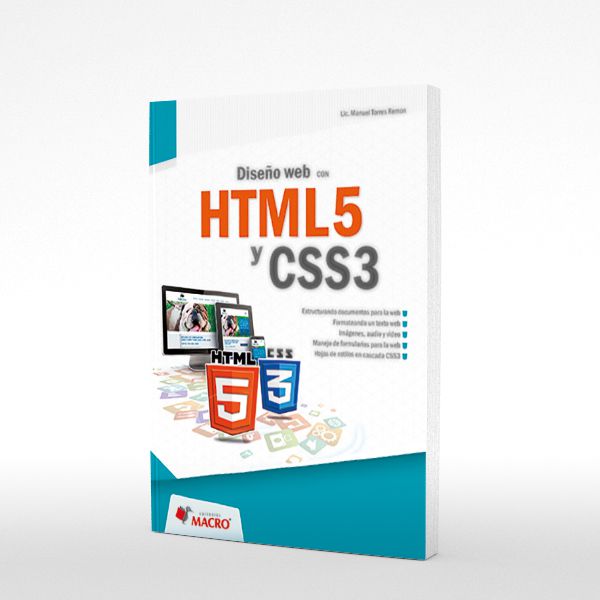 Lic. Manuel Torres Remon
Diseño web CON
HTML5
y CSS3
Estructurando documentos para la web
Formateando un texto web
Imágenes, audio y video
Manejo de formularios para la web
Hojas de estilos en cascada CSS3
HTML CSS
5 3
EDITORIAL
MACRO®